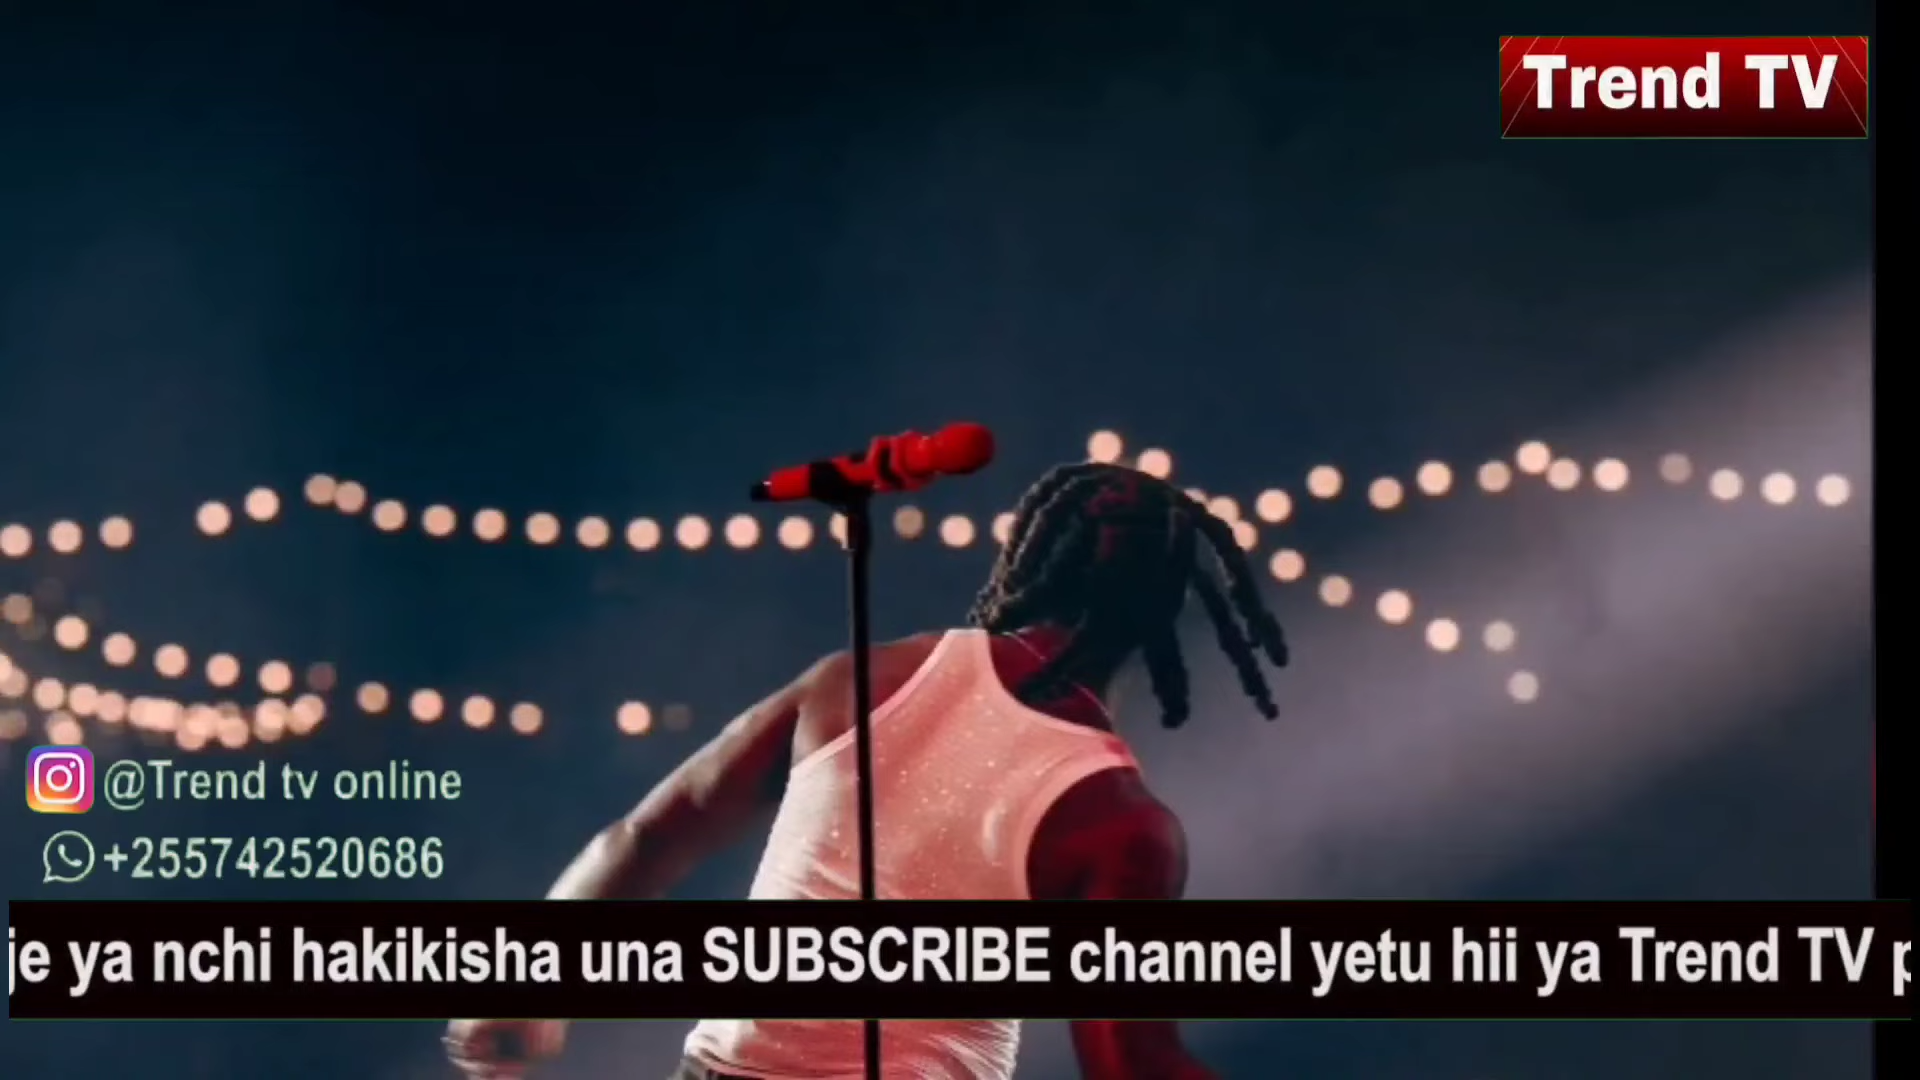 Trend TV
@Trend tv online
+255742520686
je ya nchi hakikisha una SUBSCRIBE channel yetu hii ya Trend TV